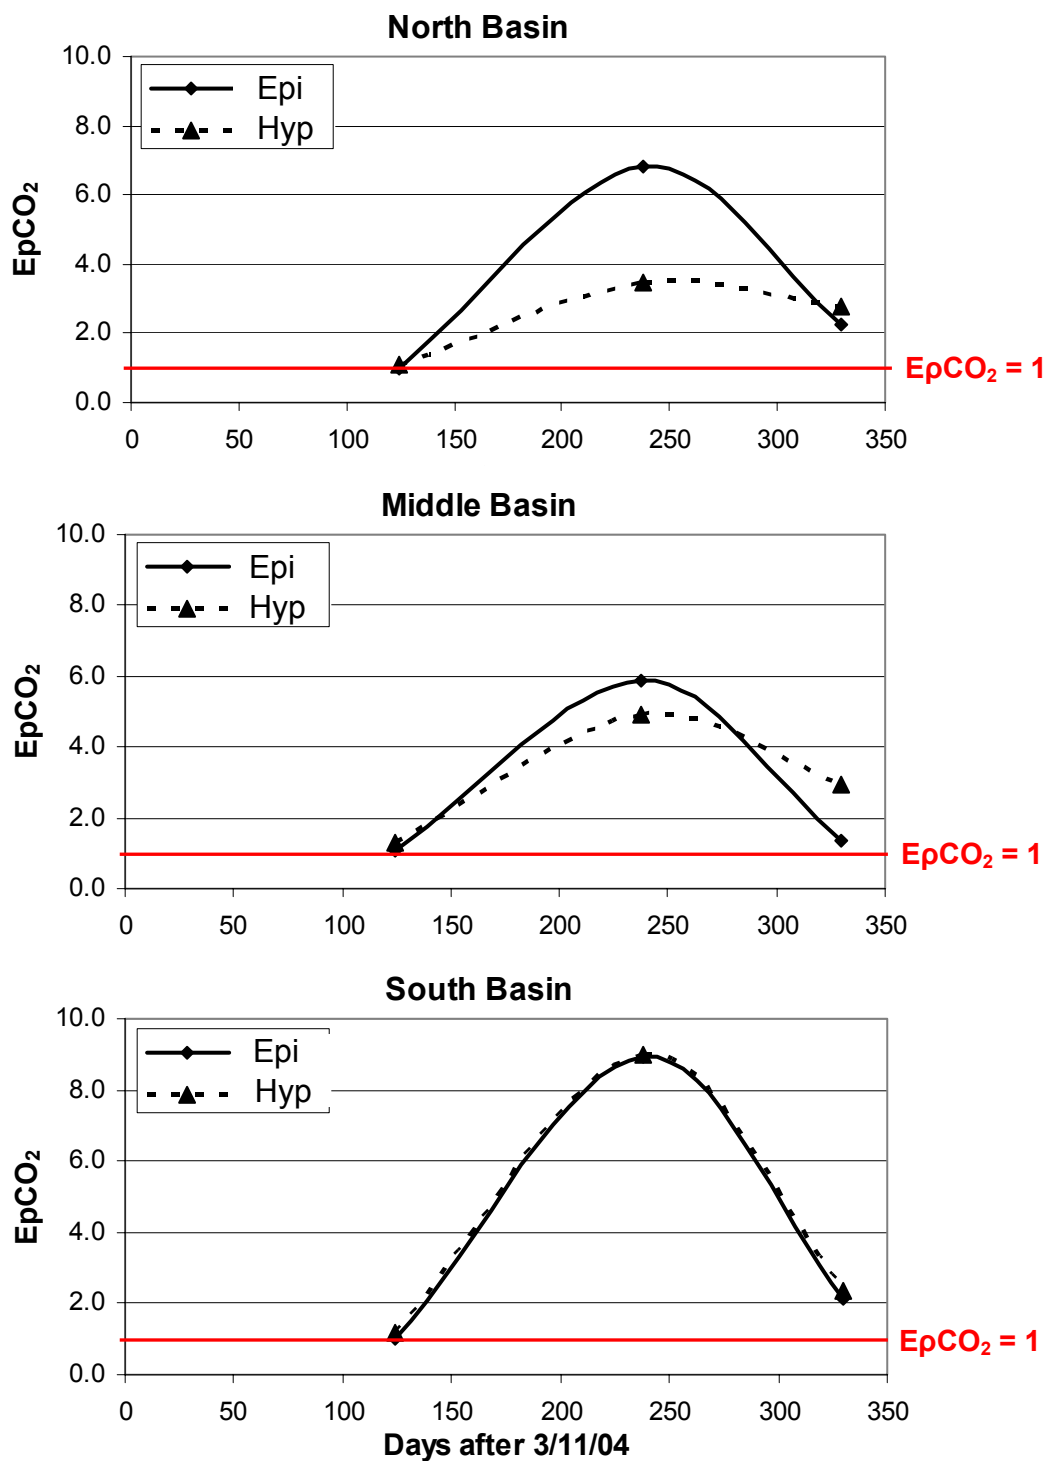 North Basin
10.0
8.0
6.0
4.0
2.0
0.0
EpCO₂
Epi
Hyp
EρCO₂ = 1
0 50 100 150 200 250 300 350
Middle Basin
10.0
8.0
6.0
4.0
2.0
0.0
EpCO₂
Epi
Hyp
EρCO₂ = 1
0 50 100 150 200 250 300 350
South Basin
10.0
8.0
6.0
4.0
2.0
0.0
EpCO₂
Epi
Hyp
EρCO₂ = 1
0 50 100 150 200 250 300 350
Days after 3/11/04